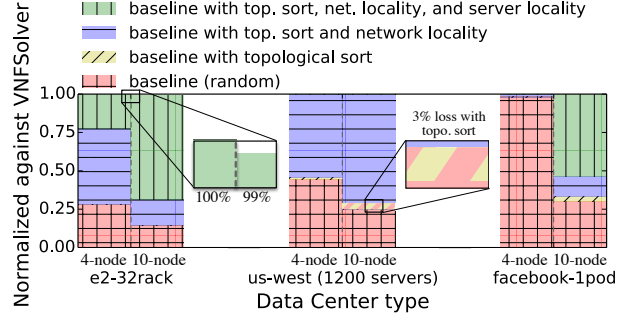 baseline with top. sort, net. locality, and server locality
baseline with top. sort and network locality
baseline with topological sort
baseline (random)
Normalized against VNFSolver
1.00
0.75
0.50
0.25
0.00
100% 99%
3% loss with
topo. sort
4-node 10-node
e2-32rack
4-node 10-node
us-west (1200 servers)
4-node 10-node
facebook-1pod
Data Center type